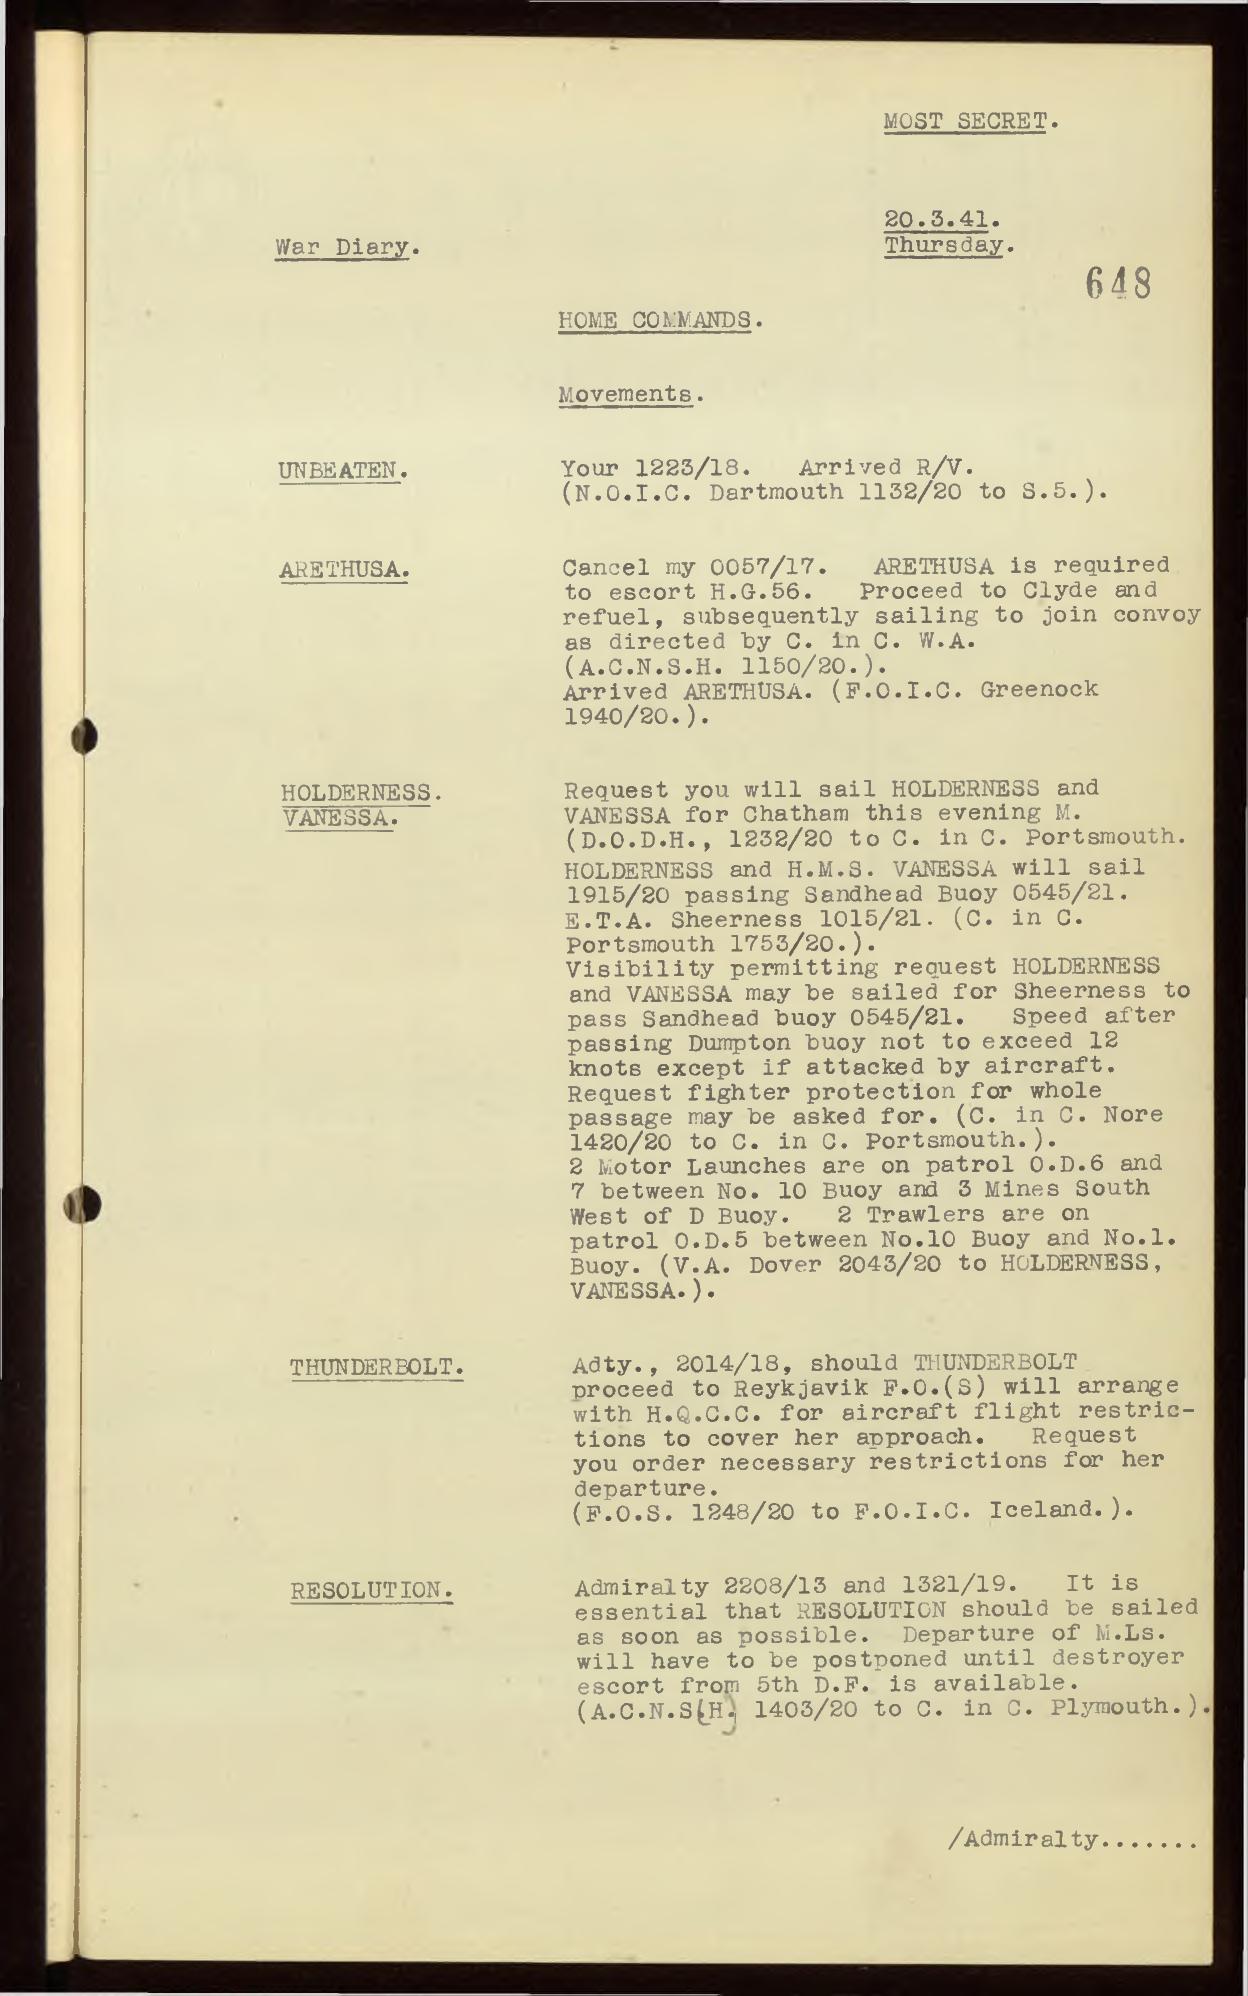 MOST SECRET.
20.3.41.
Thursday.
War Diary.
648
HOME COMMANDS.
Movements.
UNBEATEN.
Your 1223/18. Arrived R/V.
(N.O.I.C. Dartmouth 1132/20 to S.5.).
ARETHUSA.
Cancel my 0057/17. ARETHUSA is required
to escort H.G.56. Proceed to Clyde and
refuel, subsequently sailing to join convoy
as directed by C. in C. W.A.
(A.C.N.S.H. 1150/20.).
Arrived ARETHUSA. (F.O.I.C. Greenock
1940/20.).
HOLDERNESS.
VANESSA.
Request you will sail HOLDERNESS and
VANESSA for Chatham this evening M.
(D.O.D.H., 1232/20 to C. in C. Portsmouth.
HOLDERNESS and H.M.S. VANESSA will sail
1915/20 passing Sandhead Buoy 0545/21.
E.T.A. Sheerness 1015/21. (C. in C.
Portsmouth 1753/20.).
Visibility permitting request HOLDERNESS
and VANESSA may be sailed for Sheerness to
pass Sandhead buoy 0545/21. Speed after
passing Dumpton buoy not to exceed 12
knots except if attacked by aircraft.
Request fighter protection for whole
passage may be asked for. (C. in C. Nore
1420/20 to C. in C. Portsmouth.).
2 Motor Launches are on patrol O.D.6 and
7 between No. 10 Buoy and 3 Mines South
West of D Buoy. 2 Trawlers are on
patrol O.D.5 between No.10 Buoy and No.1.
Buoy. (V.A. Dover 2043/20 to HOLDERNESS,
VANESSA.).
THUNDERBOLT.
Adty., 2014/18, should THUNDERBOLT
proceed to Reykjavik F.O.(S) will arrange
with H.Q.C.C. for aircraft flight restric-
tions to cover her approach. Request
you order necessary restrictions for her
departure.
(F.O.S. 1248/20 to F.O.I.C. Iceland.).
RESOLUTION.
Admiralty 2208/13 and 1321/19. It is
essential that RESOLUTION should be sailed
as soon as possible. Departure of M.Ls.
will have to be postponed until destroyer
escort from 5th D.F. is available.
(A.C.N.S(H) 1403/20 to C. in C. Plymouth.).
/Admiralty.......